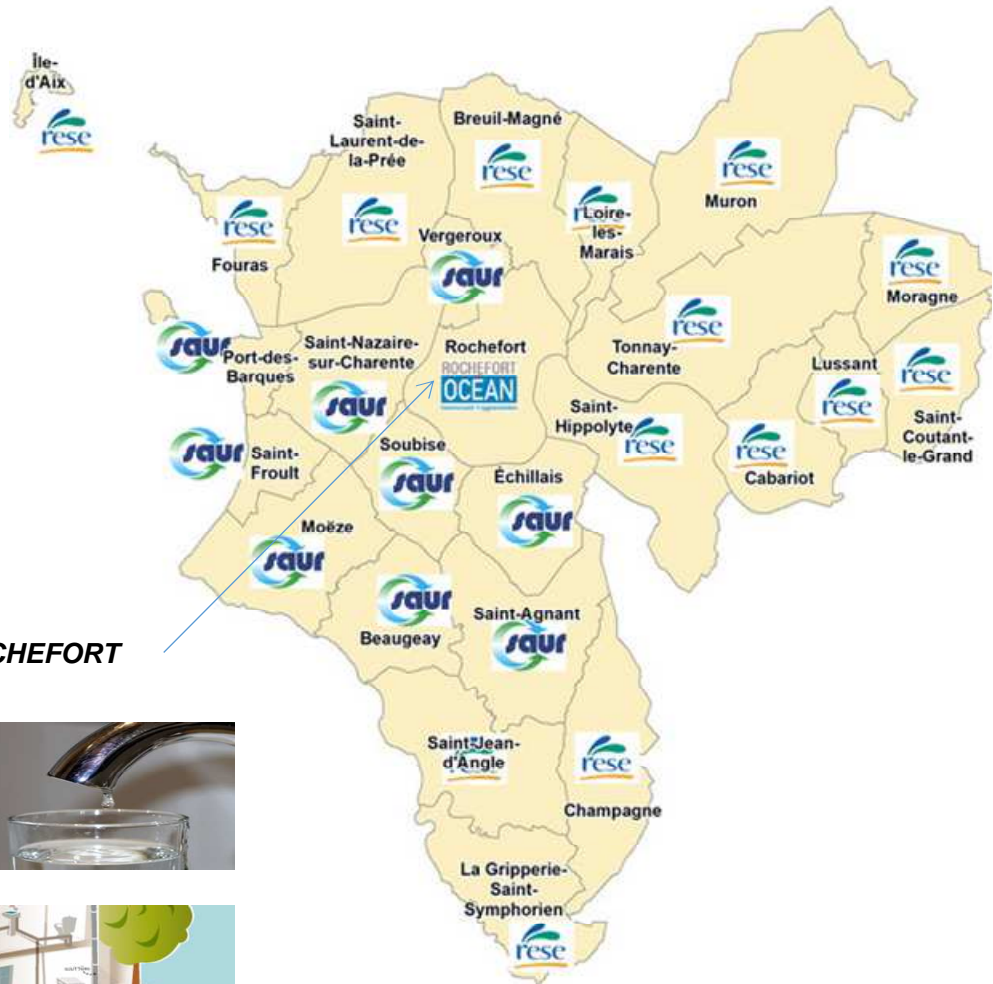 Île-
d'Aix
rese
Saint-
Laurent-de-
la-Prée
rese
Breuil-Magné
rese
Loire-
les-
Marais
rese
Muron
rese
Fouras
Vergeroux
saur
rese
Moragne
saur
Port-des-
Barques
Saint-Nazaire-
sur-Charente
saur
Rochefort
ROCHEFORT
OCEAN
Tonnay-
Charente
rese
Lussant
rese
rese
Saint-
Coutant-
le-Grand
Saint-
Hippolyte
rese
rese
Cabariot
saur
Saint-
Froult
Soubise
saur
Échillais
saur
Moëze
saur
saur
Beaugeay
Saint-Agnant
saur
CHEFORT
Saint-Jean-
d'Angle
rese
Champagne
La Gripperie-
Saint-
Symphorien
rese